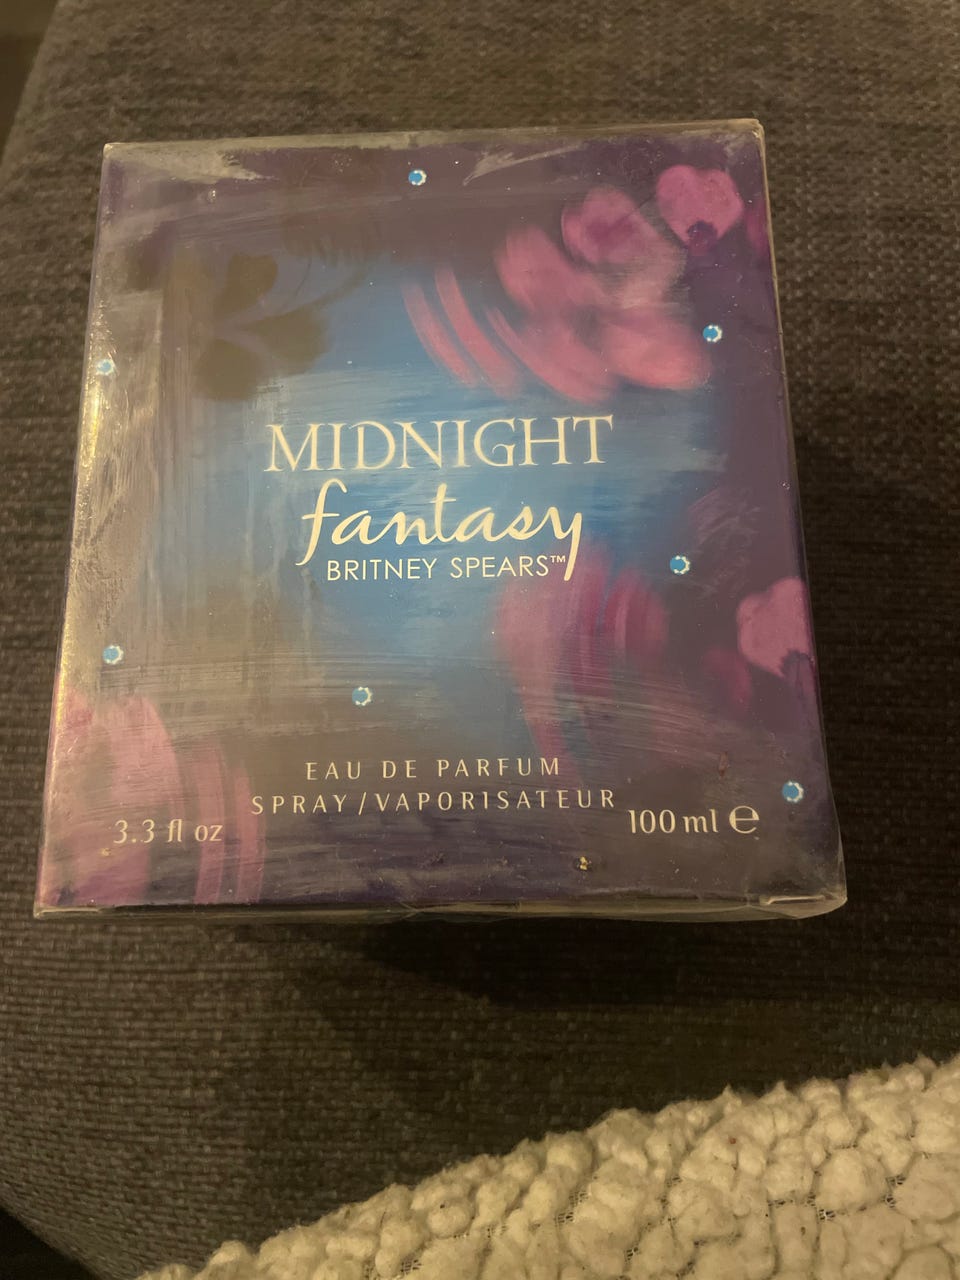 MIDNIGHT
fantasy
BRITNEY SPEARS™
EAU DE PARFUM
SPRAY/VAPORISATEUR
3.3 fl oz
100 ml ℮